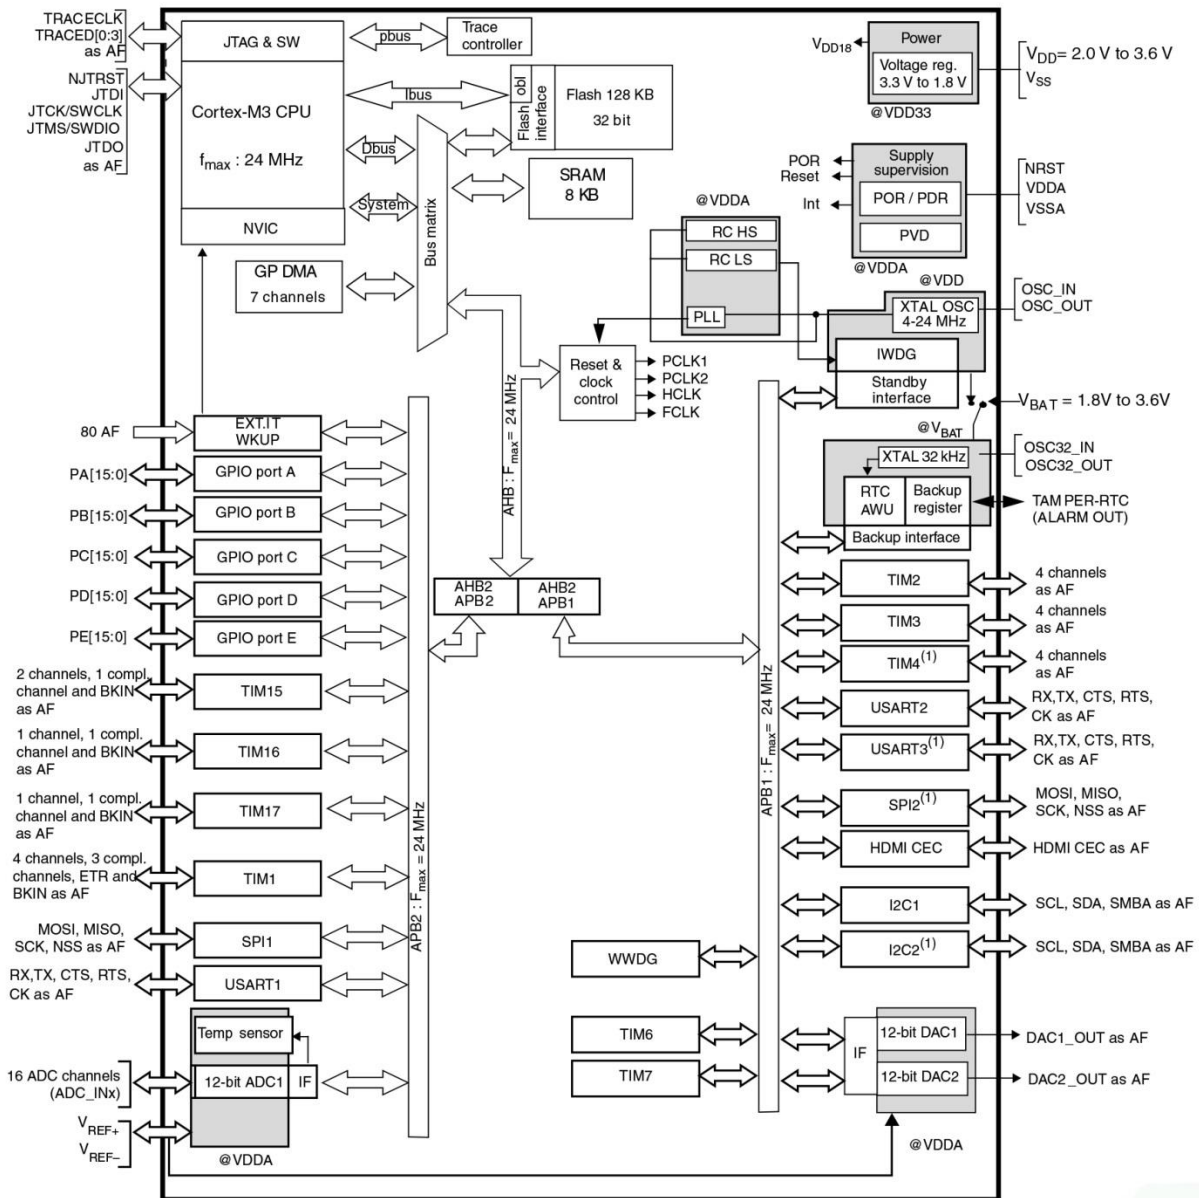 TRACECLK
TRACED[0:3]
as AF
NJTRST
JTDI
JTCK/SWCLK
JTMS/SWDIO
JTDO
as AF
JTAG & SW
Cortex-M3 CPU
fmax : 24 MHz
NVIC
pbus
Trace
controller
Ibus
Dbus
System
Flash obl
interface
Flash 128 KB
32 bit
SRAM
8 KB
Bus matrix
GP DMA
7 channels
VDD18
Power
Voltage reg.
3.3 V to 1.8 V
@VDD33
VDD= 2.0 V to 3.6 V
VSS
POR
Reset
Int
Supply
supervision
POR / PDR
PVD
@VDDA
NRST
VDDA
VSSA
@VDDA
RC HS
RC LS
PLL
@VDD
XTAL OSC
4-24 MHz
OSC_IN
OSC_OUT
IWDG
Standby
interface
Reset &
clock
control
PCLK1
PCLK2
HCLK
FCLK
VBAT = 1.8V to 3.6V
@VBAT
XTAL 32 kHz
OSC32_IN
OSC32_OUT
RTC
AWU
Backup
register
Backup interface
TAMPER-RTC
(ALARM OUT)
AHB : Fmax= 24 MHz
AHB2
APB2
AHB2
APB1
80 AF
EXT.IT
WKUP
PA[15:0]
GPIO port A
PB[15:0]
GPIO port B
PC[15:0]
GPIO port C
PD[15:0]
GPIO port D
PE[15:0]
GPIO port E
2 channels, 1 compl.
channel and BKIN
as AF
TIM15
1 channel, 1 compl.
channel and BKIN
as AF
TIM16
1 channel, 1 compl.
channel and BKIN
as AF
TIM17
4 channels, 3 compl.
channels, ETR and
BKIN as AF
TIM1
MOSI, MISO,
SCK, NSS as AF
SPI1
RX,TX, CTS, RTS,
CK as AF
USART1
Temp sensor
16 ADC channels
(ADC_INx)
12-bit ADC1
IF
VREF+
VREF–
@VDDA
APB2 : Fmax = 24 MHz
APB1 : Fmax= 24 MHz
TIM2
4 channels
as AF
TIM3
4 channels
as AF
TIM4(1)
4 channels
as AF
USART2
RX,TX, CTS, RTS,
CK as AF
USART3(1)
RX,TX, CTS, RTS,
CK as AF
SPI2(1)
MOSI, MISO,
SCK, NSS as AF
HDMI CEC
HDMI CEC as AF
I2C1
SCL, SDA, SMBA as AF
I2C2(1)
SCL, SDA, SMBA as AF
WWDG
TIM6
TIM7
IF
12-bit DAC1
DAC1_OUT as AF
12-bit DAC2
DAC2_OUT as AF
@VDDA